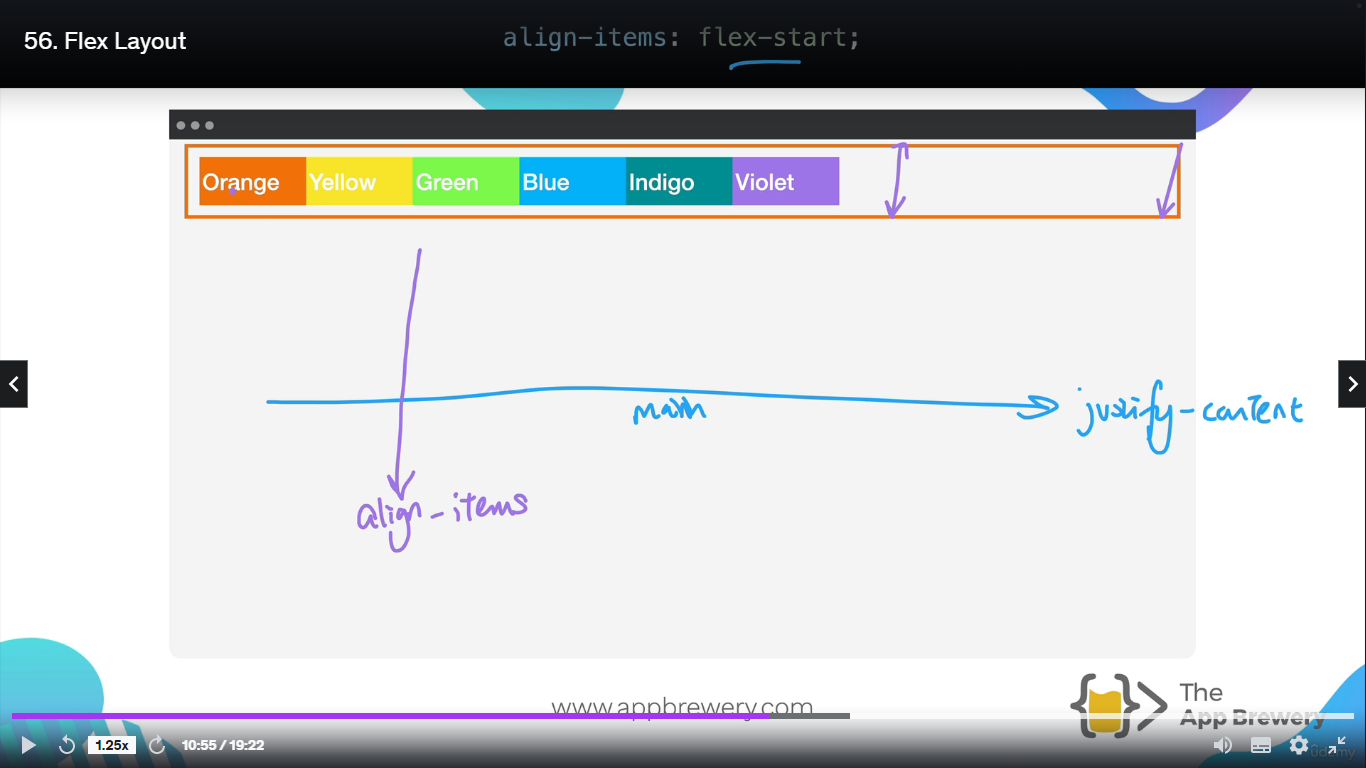 56. Flex Layout
align-items: flex-start;
Orange Yellow Green Blue Indigo Violet
main
justify-content
align-items
www.appbrewery.com
The
App Brewery
1.25x
10:55 / 19:22
ûdemy